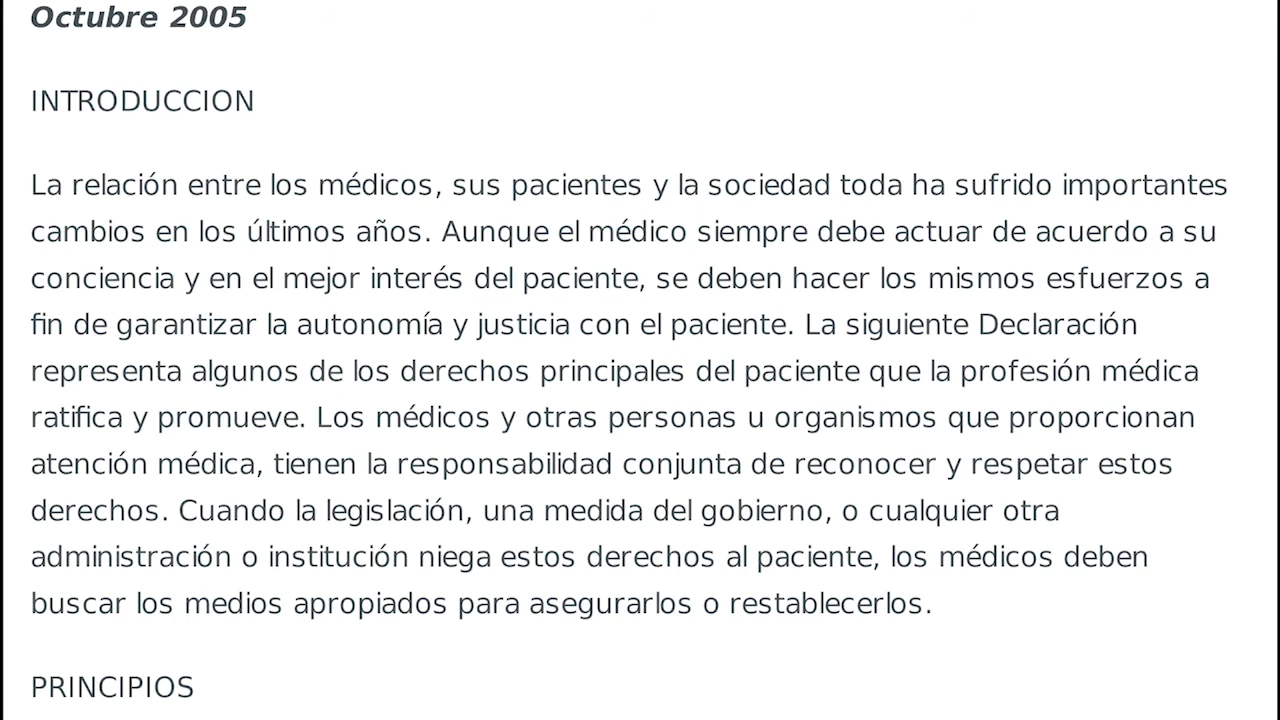 Octubre 2005
INTRODUCCION
La relación entre los médicos, sus pacientes y la sociedad toda ha sufrido importantes
cambios en los últimos años. Aunque el médico siempre debe actuar de acuerdo a su
conciencia y en el mejor interés del paciente, se deben hacer los mismos esfuerzos a
fin de garantizar la autonomía y justicia con el paciente. La siguiente Declaración
representa algunos de los derechos principales del paciente que la profesión médica
ratifica y promueve. Los médicos y otras personas u organismos que proporcionan
atención médica, tienen la responsabilidad conjunta de reconocer y respetar estos
derechos. Cuando la legislación, una medida del gobierno, o cualquier otra
administración o institución niega estos derechos al paciente, los médicos deben
buscar los medios apropiados para asegurarlos o restablecerlos.
PRINCIPIOS